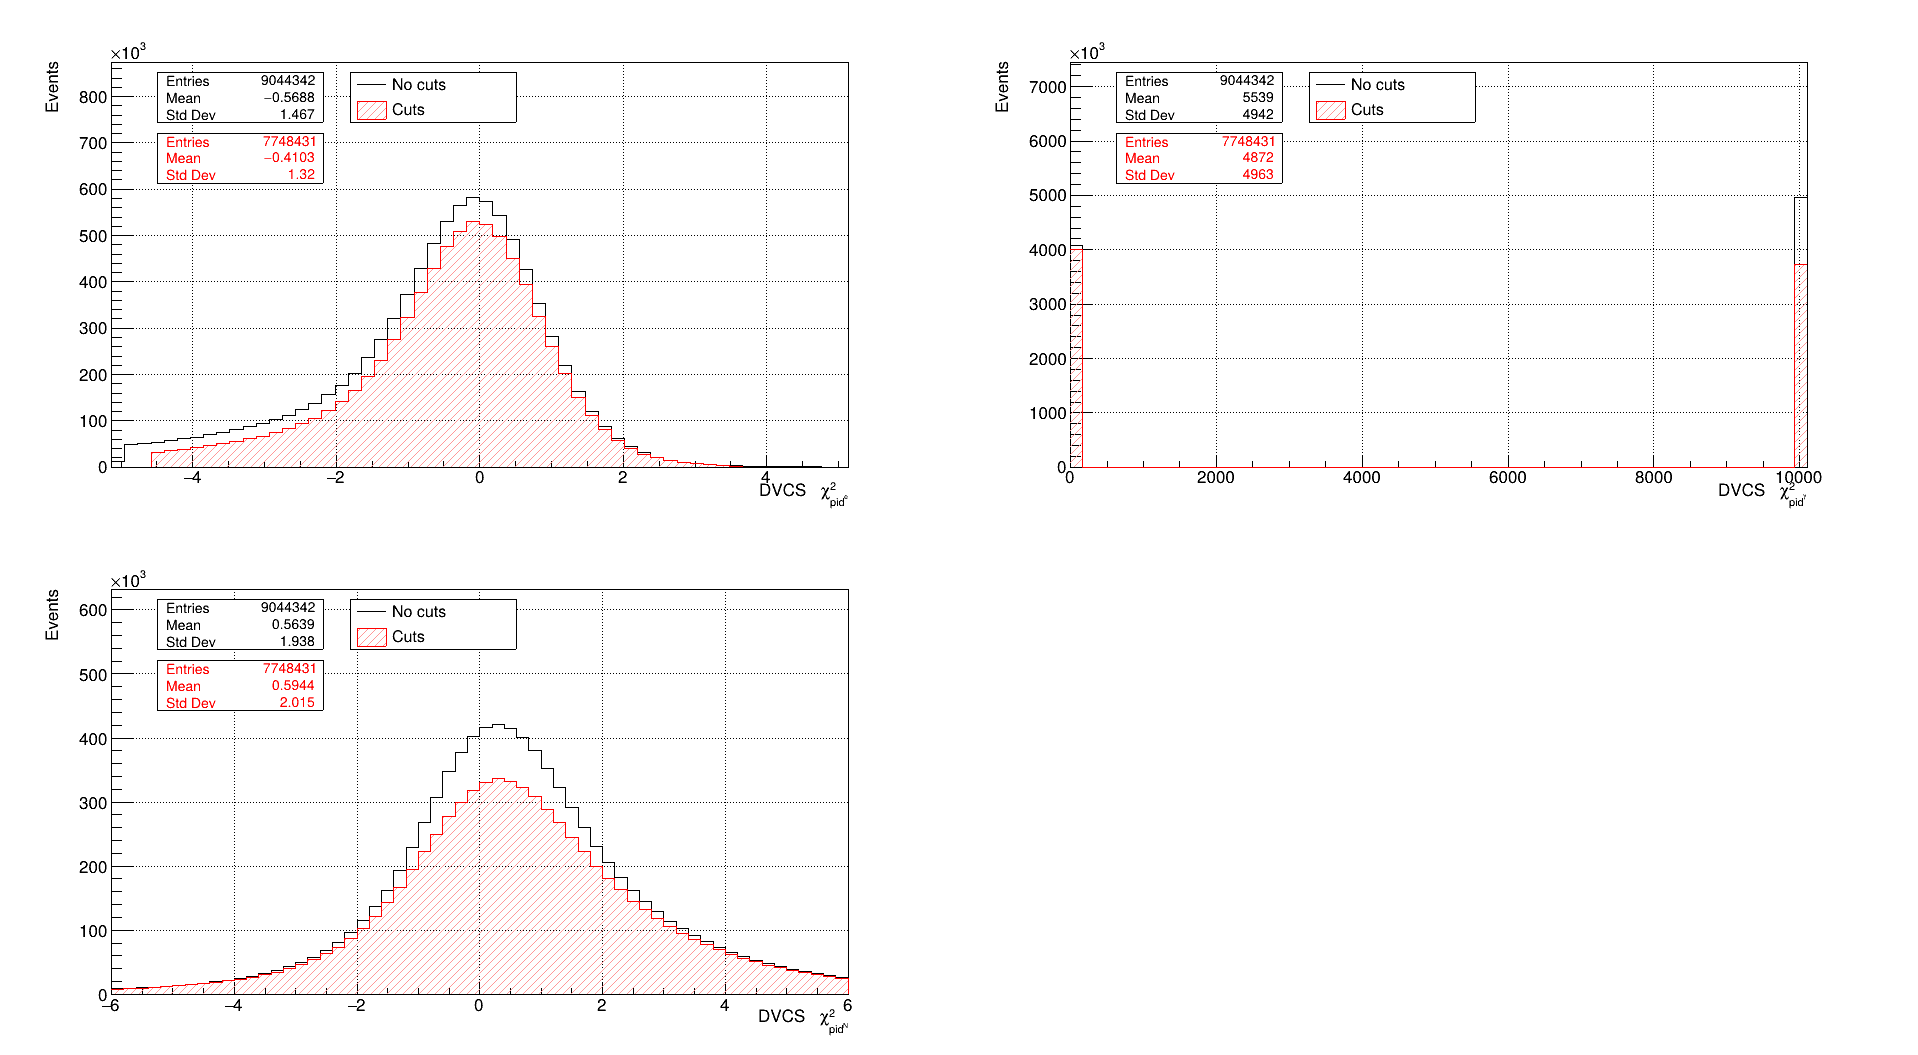 ×10³
Events
Entries 9044342
Mean −0.5688
Std Dev 1.467
Entries 7748431
Mean −0.4103
Std Dev 1.32
No cuts
Cuts
800
700
600
500
400
300
200
100
0
−4 −2 0 2 4
DVCS χ²pidᵉ
×10³
Events
Entries 9044342
Mean 5539
Std Dev 4942
Entries 7748431
Mean 4872
Std Dev 4963
No cuts
Cuts
7000
6000
5000
4000
3000
2000
1000
0
0 2000 4000 6000 8000 10000
DVCS χ²pidᵞ
×10³
Events
Entries 9044342
Mean 0.5639
Std Dev 1.938
Entries 7748431
Mean 0.5944
Std Dev 2.015
No cuts
Cuts
600
500
400
300
200
100
0
−6 −4 −2 0 2 4 6
DVCS χ²pidᴺ